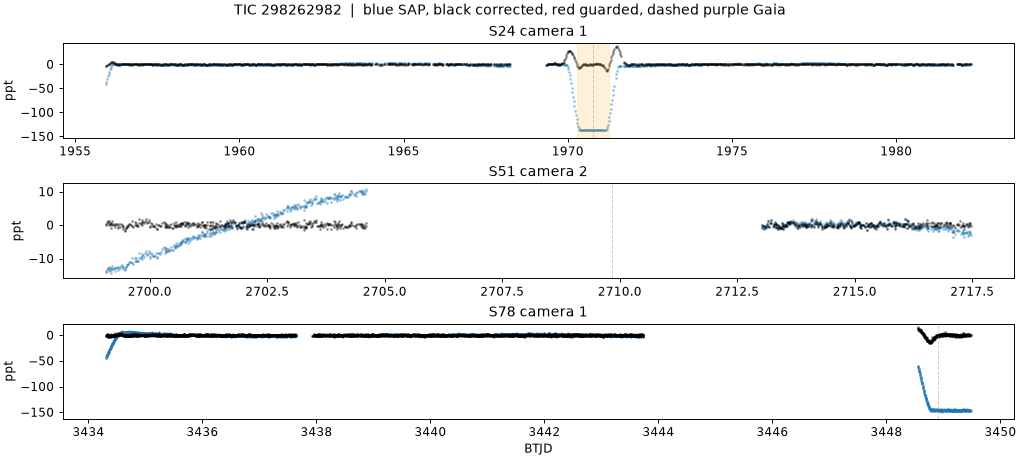 TIC 298262982 | blue SAP, black corrected, red guarded, dashed purple Gaia
S24 camera 1
ppt
0
−50
−100
−150
1955 1960 1965 1970 1975 1980
S51 camera 2
ppt
10
0
−10
2700.0 2702.5 2705.0 2707.5 2710.0 2712.5 2715.0 2717.5
S78 camera 1
ppt
0
−50
−100
−150
3434 3436 3438 3440 3442 3444 3446 3448 3450
BTJD